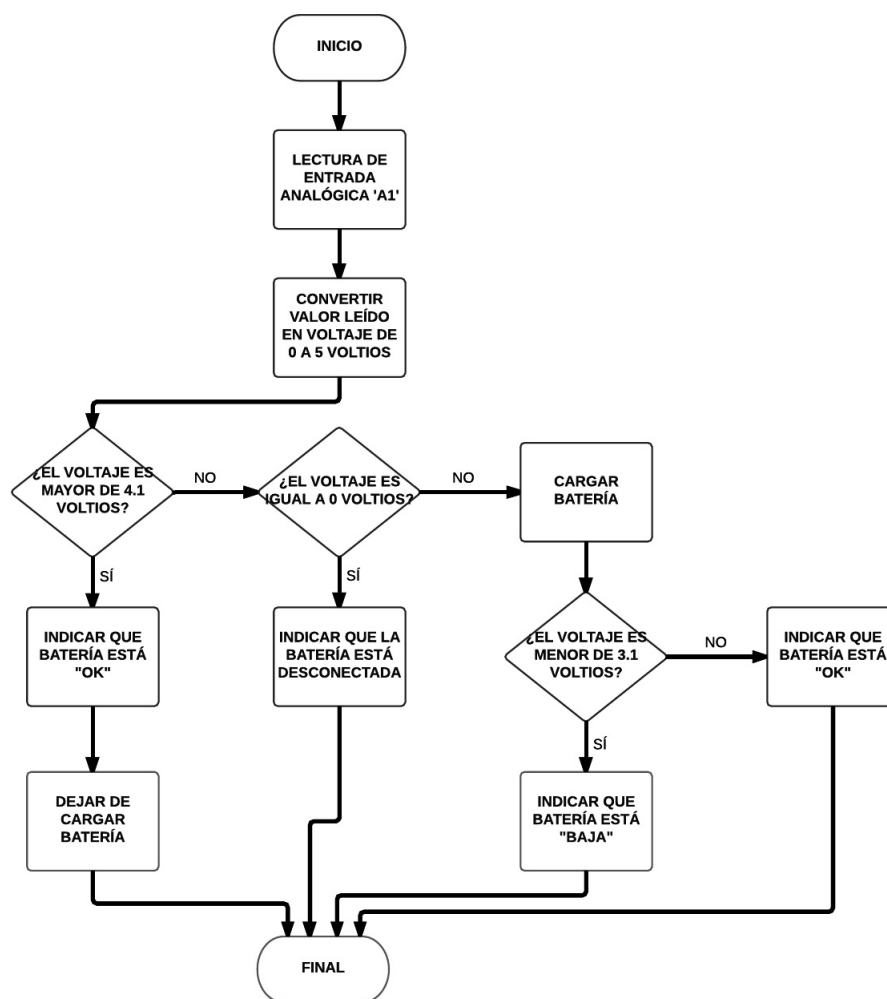 INICIO
LECTURA DE
ENTRADA
ANALÓGICA 'A1'
CONVERTIR
VALOR LEÍDO
EN VOLTAJE DE
0 A 5 VOLTIOS
¿EL VOLTAJE ES
MAYOR DE 4.1
VOLTIOS?
NO
¿EL VOLTAJE ES
IGUAL A 0 VOLTIOS?
NO
CARGAR
BATERÍA
SÍ
SÍ
INDICAR QUE
BATERÍA ESTÁ
"OK"
INDICAR QUE LA
BATERÍA ESTÁ
DESCONECTADA
¿EL VOLTAJE ES
MENOR DE 3.1
VOLTIOS?
NO
INDICAR QUE
BATERÍA ESTÁ
"OK"
SÍ
DEJAR DE
CARGAR
BATERÍA
INDICAR QUE
BATERÍA ESTÁ
"BAJA"
FINAL